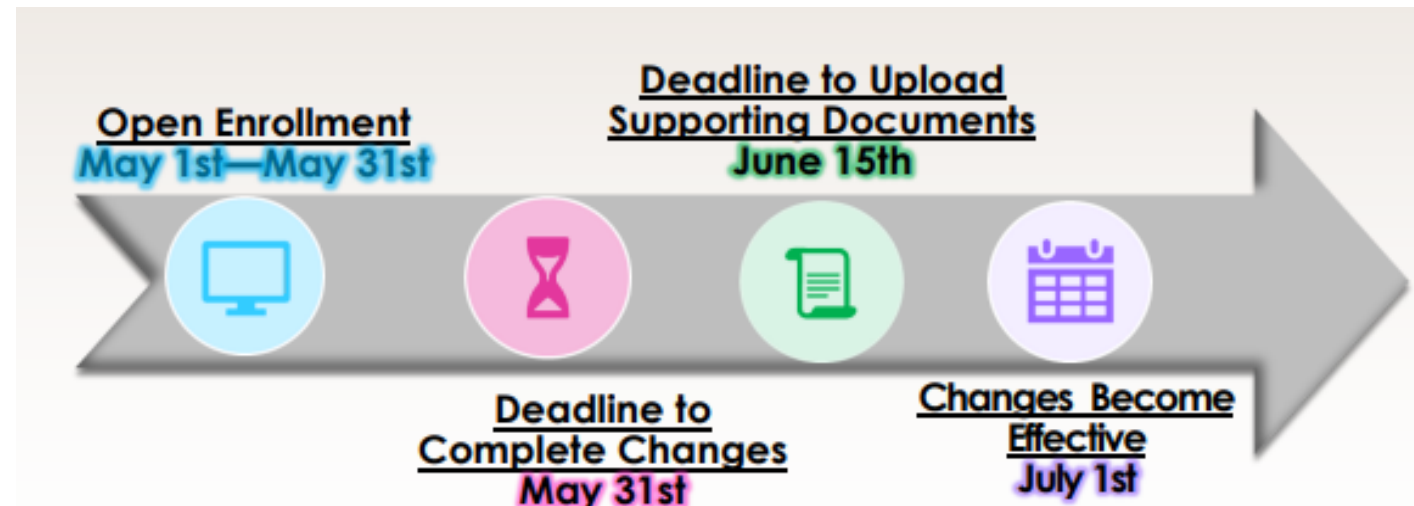 Open Enrollment
May 1st—May 31st
Deadline to
Complete Changes
May 31st
Deadline to Upload
Supporting Documents
June 15th
Changes Become
Effective
July 1st